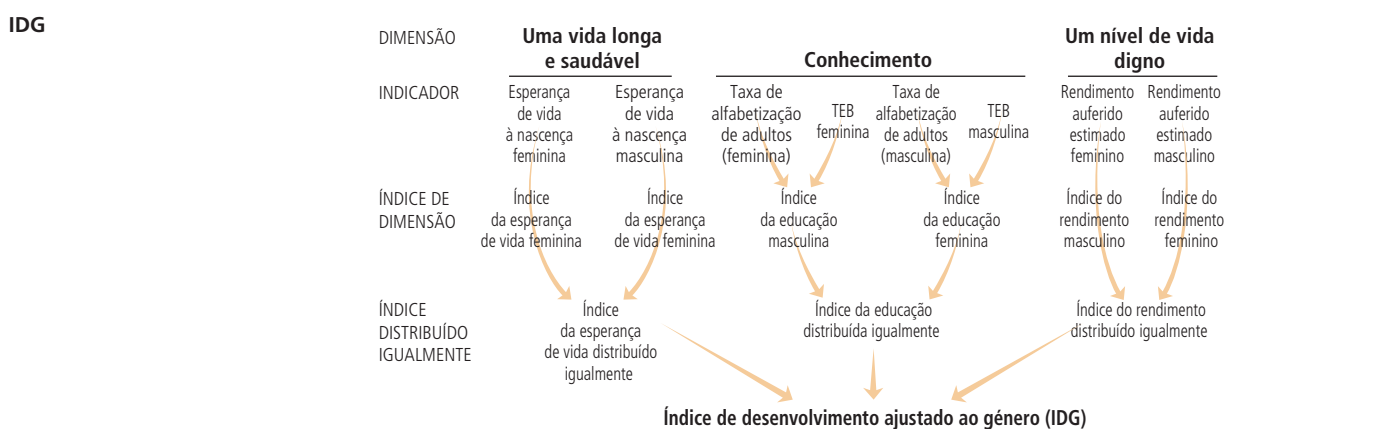 IDG
DIMENSÃO
Uma vida longa
e saudável
Conhecimento
Um nível de vida
digno
INDICADOR
Esperança
de vida
à nascença
feminina
Esperança
de vida
à nascença
masculina
Taxa de
alfabetização
de adultos
(feminina)
TEB
feminina
Taxa de
alfabetização
de adultos
(masculina)
TEB
masculina
Rendimento
auferido
estimado
feminino
Rendimento
auferido
estimado
masculino
ÍNDICE DE
DIMENSÃO
Índice
da esperança
de vida feminina
Índice
da esperança
de vida feminina
Índice
da educação
masculina
Índice
da educação
feminina
Índice do
rendimento
masculino
Índice do
rendimento
feminino
ÍNDICE
DISTRIBUÍDO
IGUALMENTE
Índice
da esperança
de vida distribuído
igualmente
Índice da educação
distribuída igualmente
Índice do rendimento
distribuído igualmente
Índice de desenvolvimento ajustado ao género (IDG)